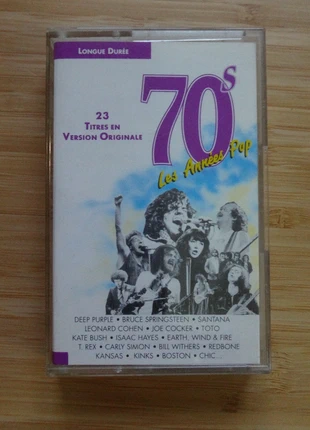 LONGUE DURÉE
23
TITRES EN
VERSION ORIGINALE
70s
Les Années Pop
DEEP PURPLE • BRUCE SPRINGSTEEN • SANTANA
LEONARD COHEN • JOE COCKER • TOTO
KATE BUSH • ISAAC HAYES • EARTH, WIND & FIRE
T. REX • CARLY SIMON • BILL WITHERS • REDBONE
KANSAS • KINKS • BOSTON • CHIC...